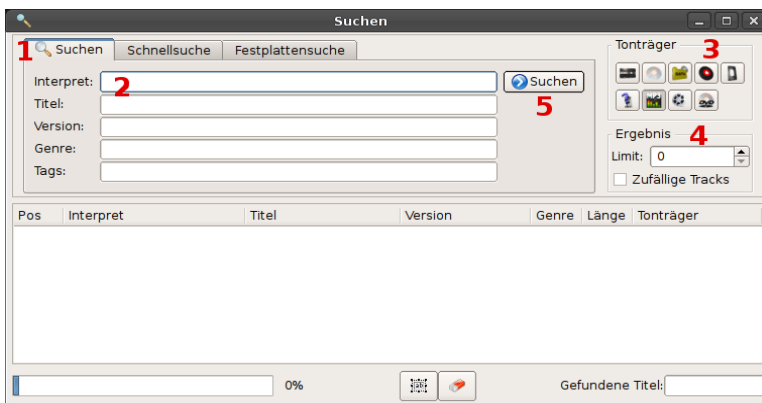 Suchen
1 Suchen Schnellsuche Festplattensuche
Tonträger 3
Interpret: 2 Suchen
5
Titel:
Version:
Genre:
Tags:
Ergebnis 4
Limit: 0
Zufällige Tracks
Pos Interpret Titel Version Genre Länge Tonträger
0% Gefundene Titel: